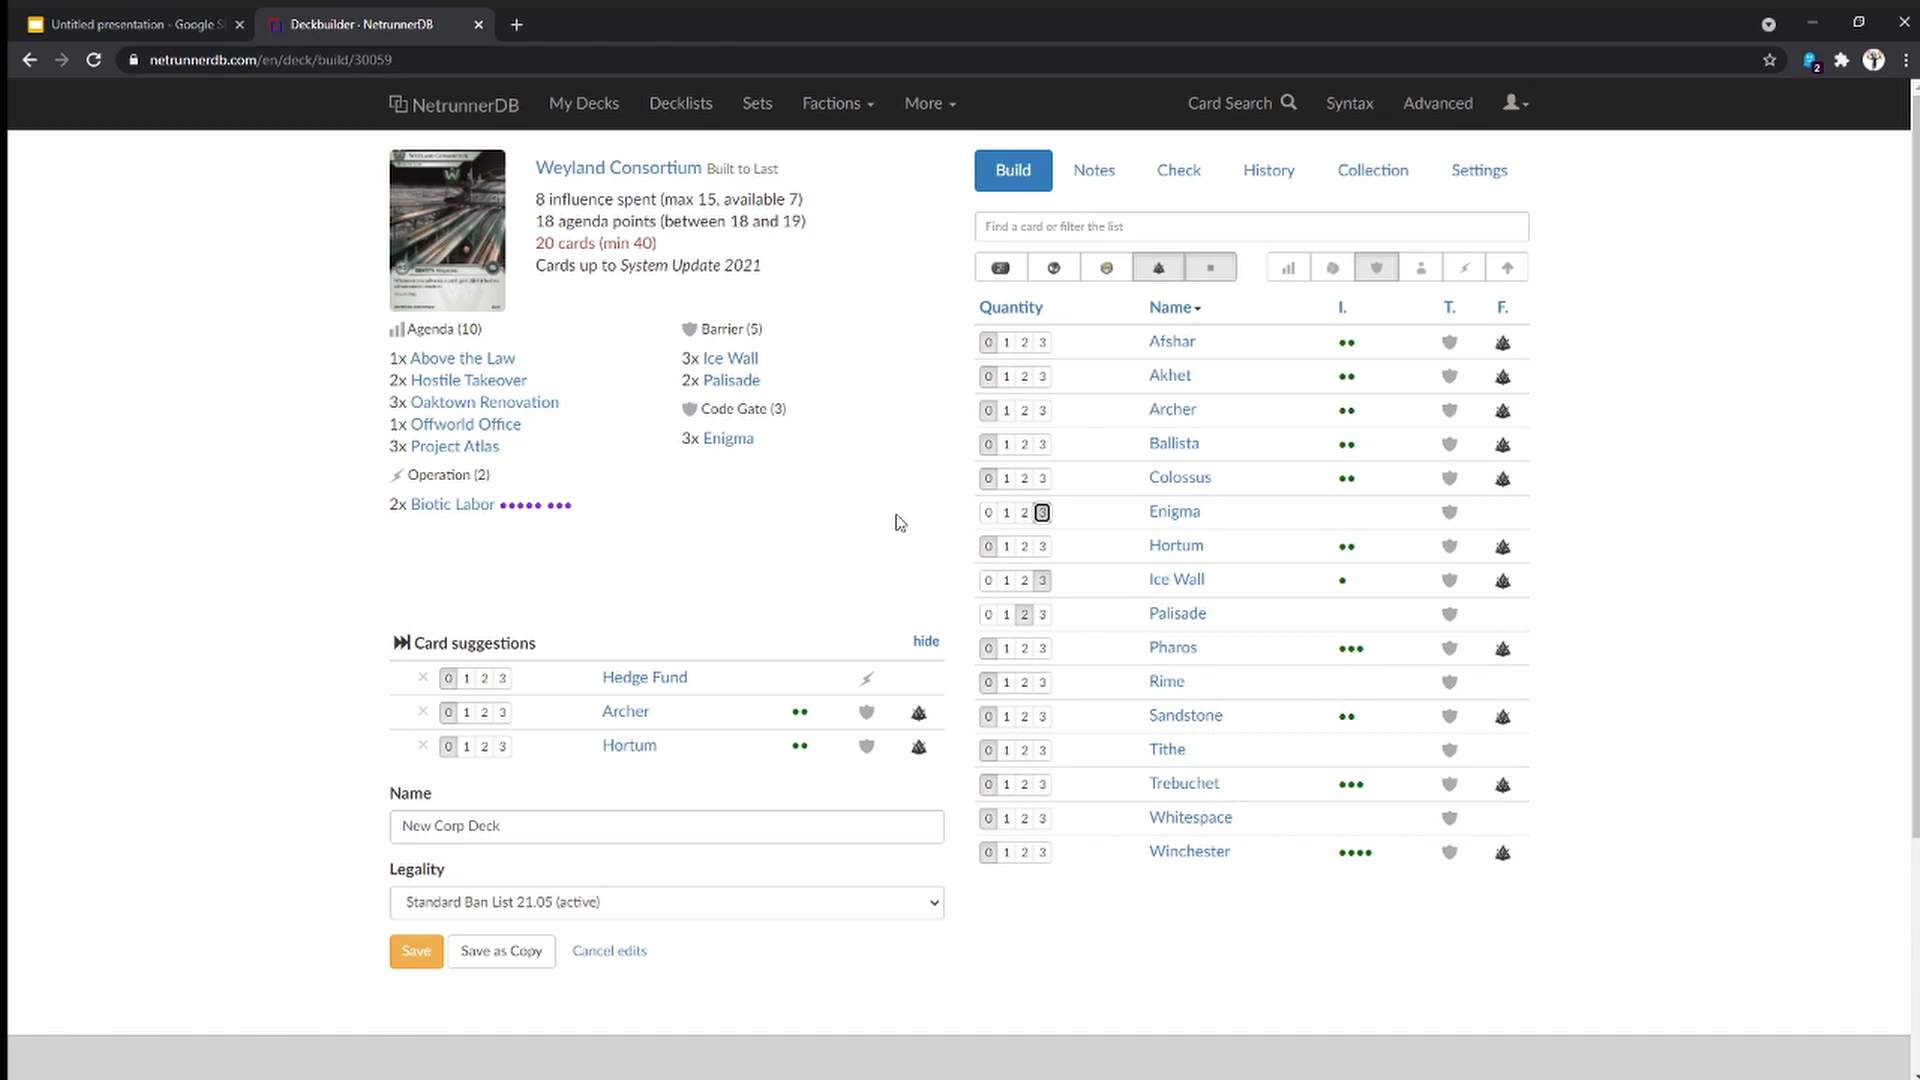 Untitled presentation - Google S
Deckbuilder · NetrunnerDB
netrunnerdb.com/en/deck/build/30059
2
NetrunnerDB My Decks Decklists Sets Factions More Card Search Syntax Advanced
Weyland Consortium Built to Last
8 influence spent (max 15, available 7)
18 agenda points (between 18 and 19)
20 cards (min 40)
Cards up to System Update 2021
Agenda (10)
1x Above the Law
2x Hostile Takeover
3x Oaktown Renovation
1x Offworld Office
3x Project Atlas
Operation (2)
2x Biotic Labor
Barrier (5)
3x Ice Wall
2x Palisade
Code Gate (3)
3x Enigma
Card suggestions hide
0 1 2 3 Hedge Fund
0 1 2 3 Archer
0 1 2 3 Hortum
Name
New Corp Deck
Legality
Standard Ban List 21.05 (active)
Save Save as Copy Cancel edits
Build Notes Check History Collection Settings
Find a card or filter the list
Quantity Name I. T. F.
0 1 2 3 Afshar
0 1 2 3 Akhet
0 1 2 3 Archer
0 1 2 3 Ballista
0 1 2 3 Colossus
0 1 2 3 Enigma
0 1 2 3 Hortum
0 1 2 3 Ice Wall
0 1 2 3 Palisade
0 1 2 3 Pharos
0 1 2 3 Rime
0 1 2 3 Sandstone
0 1 2 3 Tithe
0 1 2 3 Trebuchet
0 1 2 3 Whitespace
0 1 2 3 Winchester